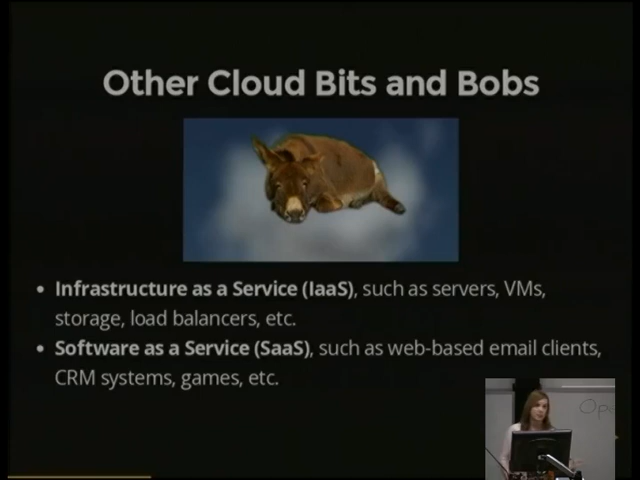 Other Cloud Bits and Bobs
• Infrastructure as a Service (IaaS), such as servers, VMs,
storage, load balancers, etc.
• Software as a Service (SaaS), such as web-based email clients,
CRM systems, games, etc.
Ope